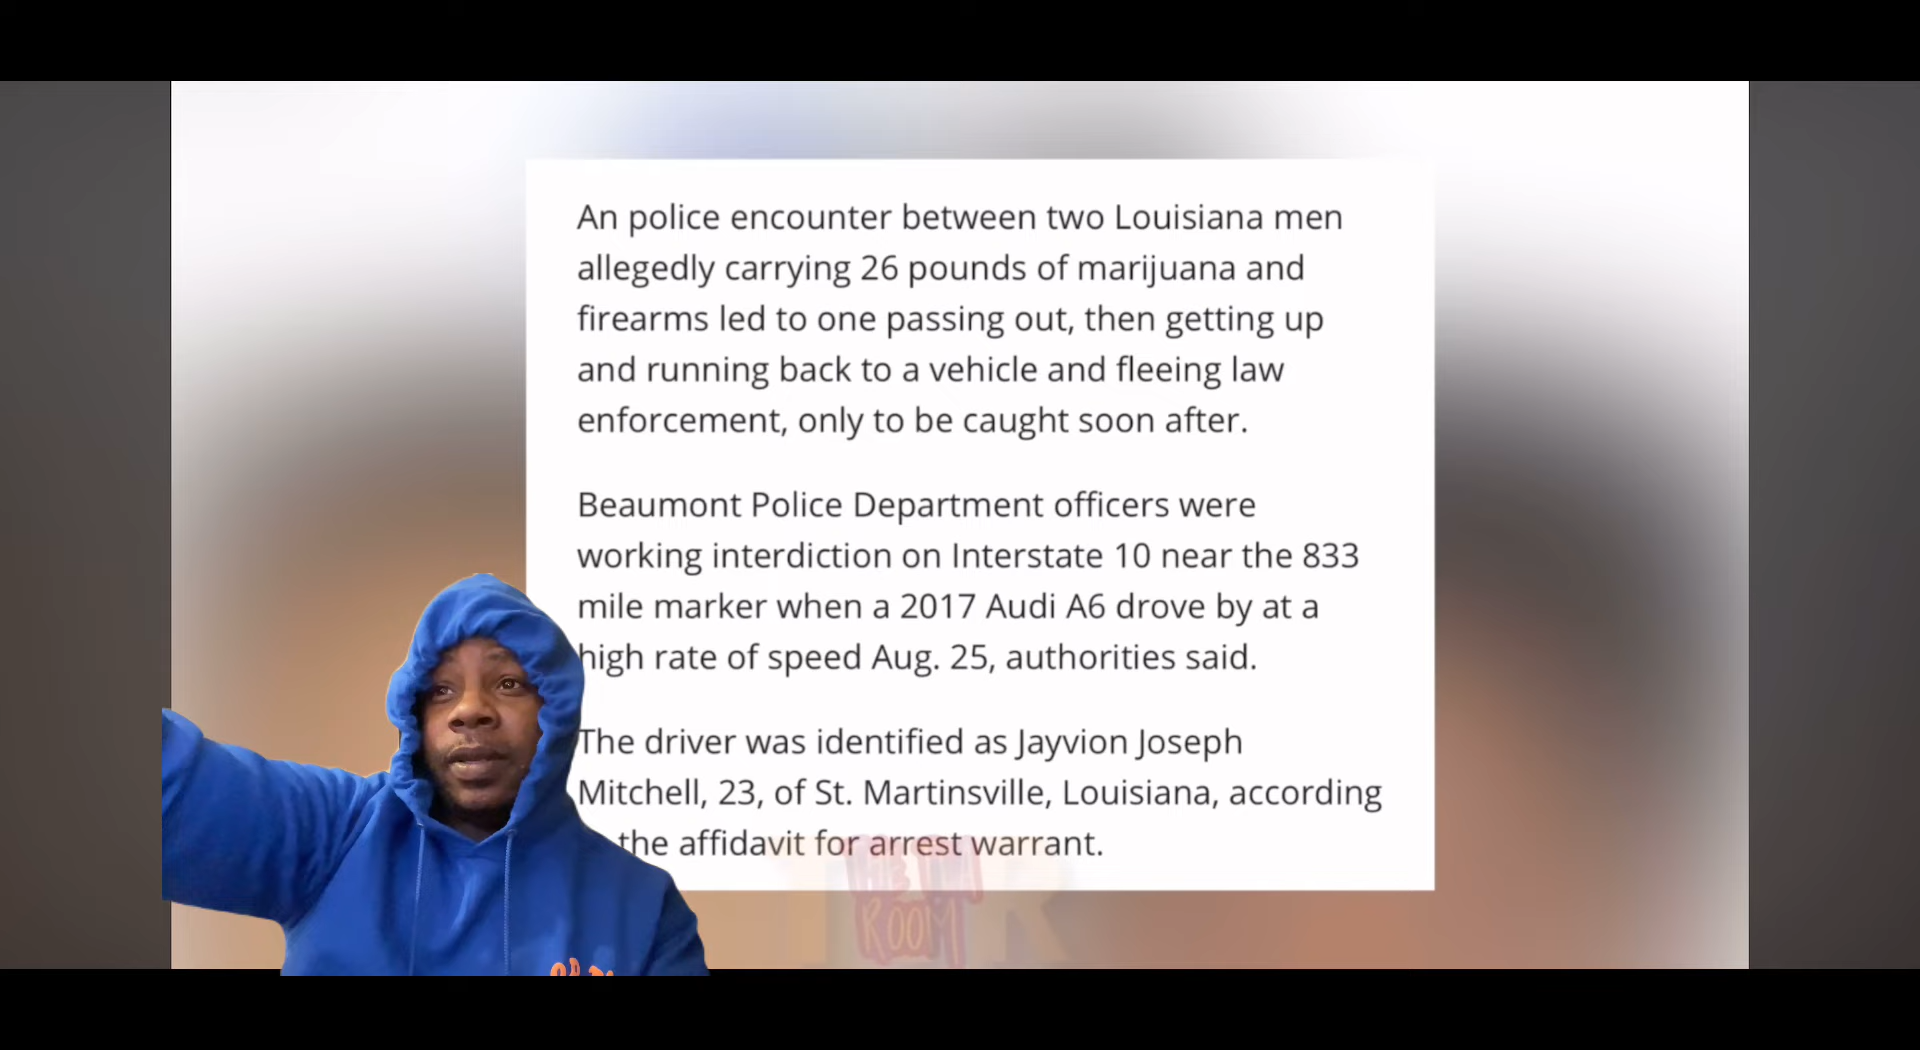 An police encounter between two Louisiana men
allegedly carrying 26 pounds of marijuana and
firearms led to one passing out, then getting up
and running back to a vehicle and fleeing law
enforcement, only to be caught soon after.
Beaumont Police Department officers were
working interdiction on Interstate 10 near the 833
mile marker when a 2017 Audi A6 drove by at a
high rate of speed Aug. 25, authorities said.
The driver was identified as Jayvion Joseph
Mitchell, 23, of St. Martinsville, Louisiana, according
the affidavit for arrest warrant.
ROOM